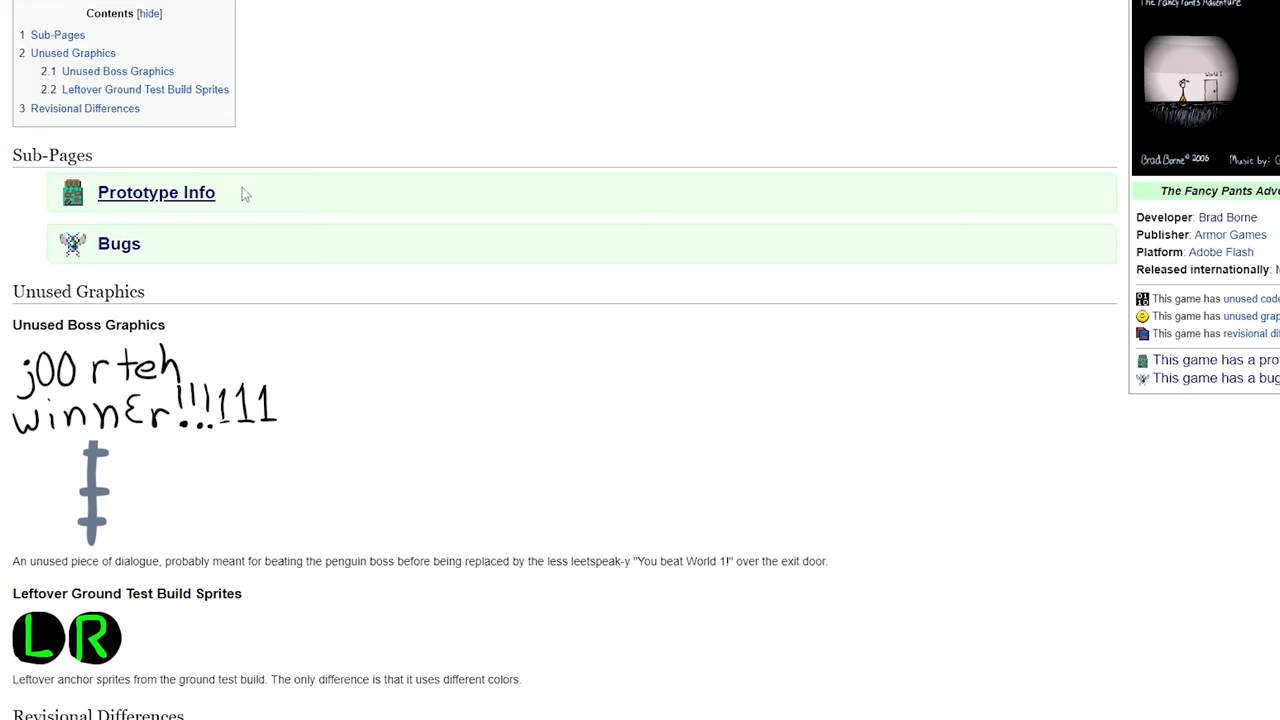 Contents [hide]
1 Sub-Pages
2 Unused Graphics
2.1 Unused Boss Graphics
2.2 Leftover Ground Test Build Sprites
3 Revisional Differences
Sub-Pages
Prototype Info
Bugs
Unused Graphics
Unused Boss Graphics
j00 r teh
winnEr!!!111
An unused piece of dialogue, probably meant for beating the penguin boss before being replaced by the less leetspeak-y "You beat World 1!" over the exit door.
Leftover Ground Test Build Sprites
L R
Leftover anchor sprites from the ground test build. The only difference is that it uses different colors.
Revisional Differences
The Fancy Pants Adventure
World 1
Brad Borne © 2006 Music by: G
The Fancy Pants Adve
Developer: Brad Borne
Publisher: Armor Games
Platform: Adobe Flash
Released internationally:
This game has unused code
This game has unused grap
This game has revisional di
This game has a pro
This game has a bug